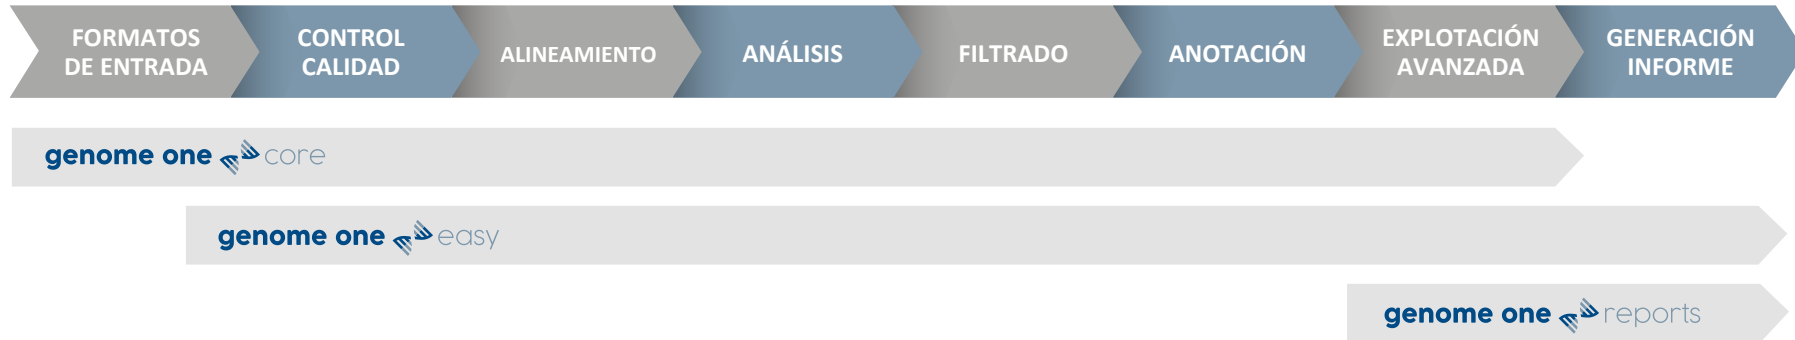 FORMATOS
DE ENTRADA
CONTROL
CALIDAD
ALINEAMIENTO
ANÁLISIS
FILTRADO
ANOTACIÓN
EXPLOTACIÓN
AVANZADA
GENERACIÓN
INFORME
genome one core
genome one easy
genome one reports